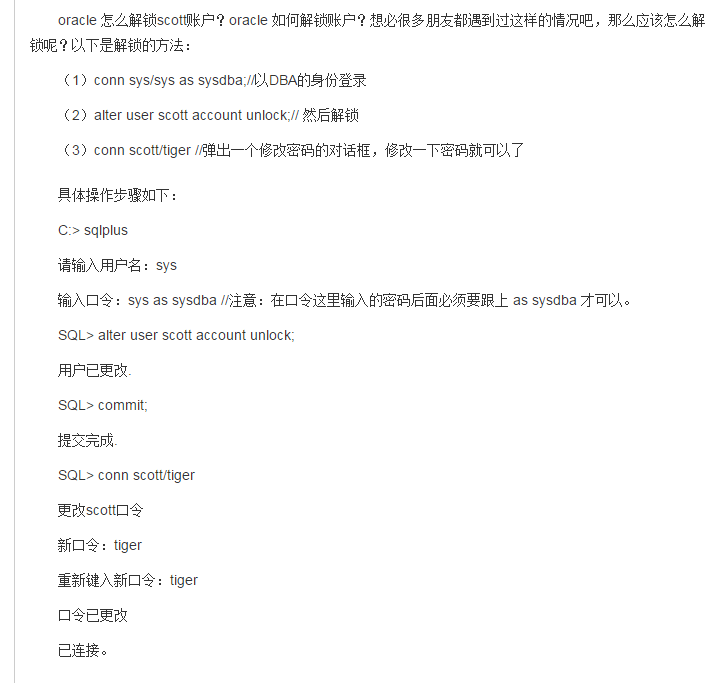 oracle 怎么解锁scott账户？oracle 如何解锁账户？想必很多朋友都遇到过这样的情况吧，那么应该怎么解
锁呢？以下是解锁的方法：
（1）conn sys/sys as sysdba;//以DBA的身份登录
（2）alter user scott account unlock;// 然后解锁
（3）conn scott/tiger //弹出一个修改密码的对话框，修改一下密码就可以了
具体操作步骤如下：
C:> sqlplus
请输入用户名：sys
输入口令：sys as sysdba //注意：在口令这里输入的密码后面必须要跟上 as sysdba 才可以。
SQL> alter user scott account unlock;
用户已更改.
SQL> commit;
提交完成.
SQL> conn scott/tiger
更改scott口令
新口令：tiger
重新键入新口令：tiger
口令已更改
已连接。